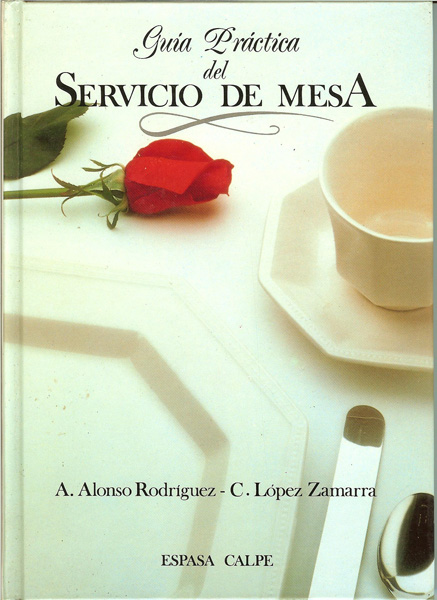 Guía Práctica
del
SERVICIO DE MESA
A. Alonso Rodríguez - C. López Zamarra
ESPASA CALPE